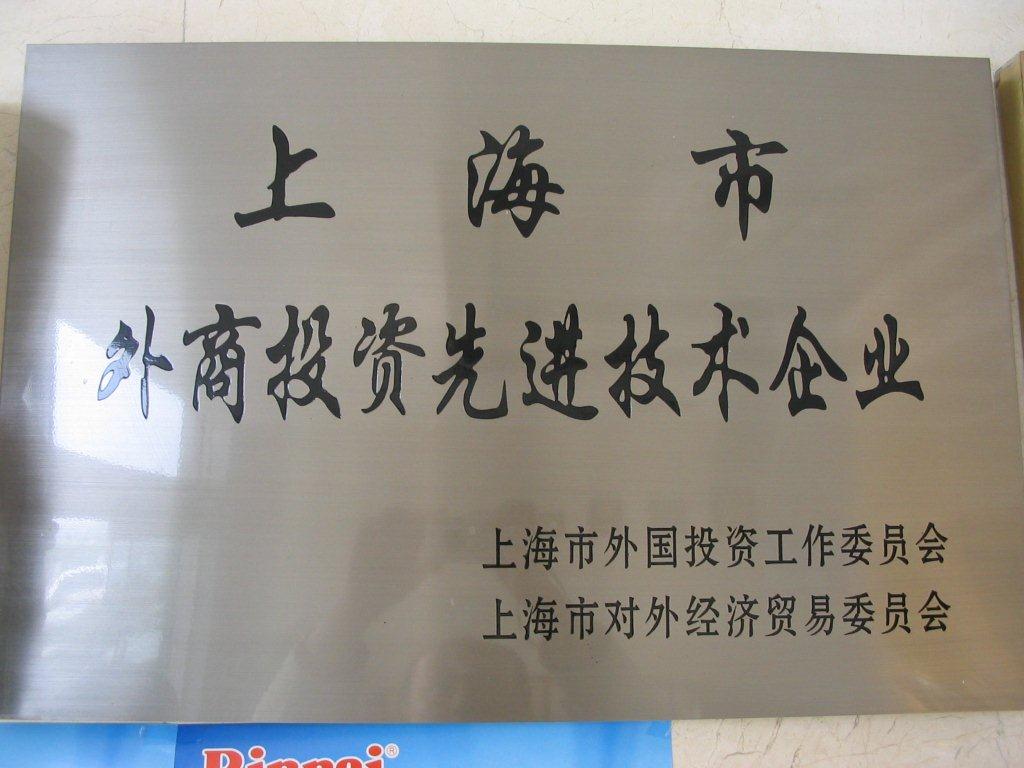 上海市
外商投资先进技术企业
上海市外国投资工作委员会
上海市对外经济贸易委员会
Rinnai®